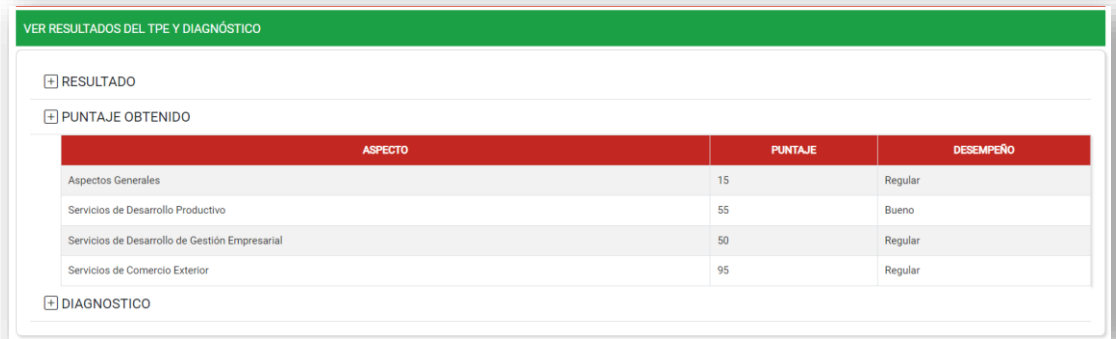 VER RESULTADOS DEL TPE Y DIAGNÓSTICO
RESULTADO
PUNTAJE OBTENIDO
ASPECTO PUNTAJE DESEMPEÑO
Aspectos Generales 15 Regular
Servicios de Desarrollo Productivo 55 Bueno
Servicios de Desarrollo de Gestión Empresarial 50 Regular
Servicios de Comercio Exterior 95 Regular
DIAGNOSTICO